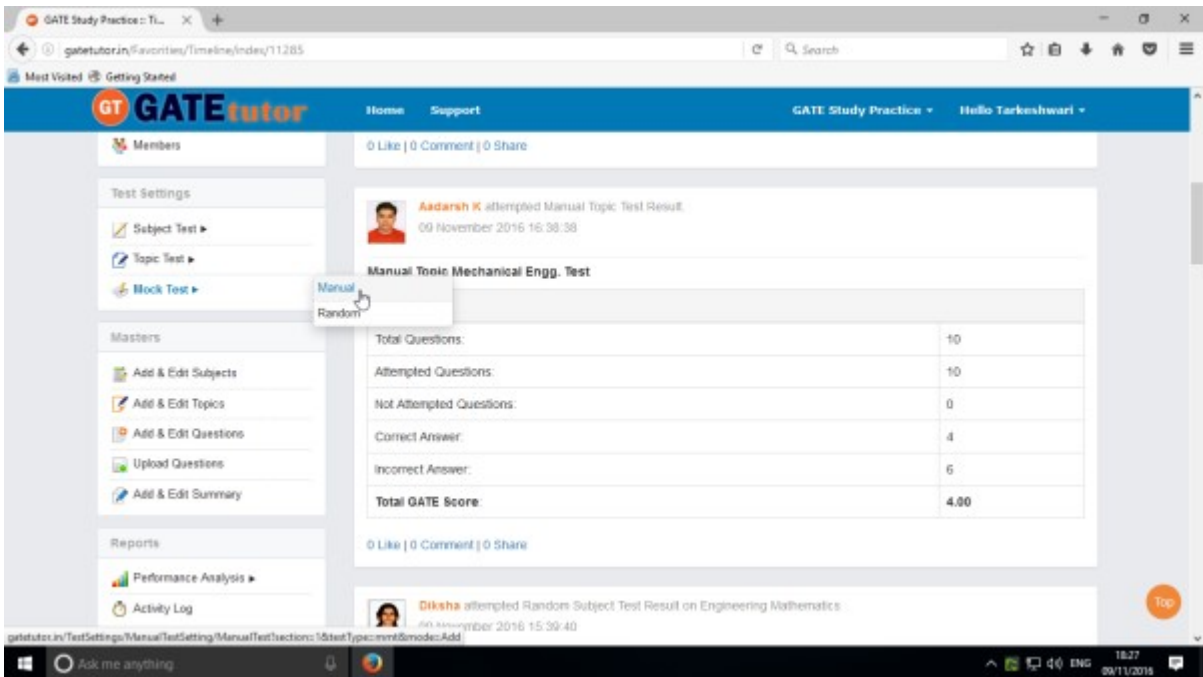 GATE Study Practice :: Ti...
gatetutor.in/Favorities/Timeline/index/11285
Search
Most Visited Getting Started
GT GATEtutor Home Support GATE Study Practice Hello Tarkeshwari
Members
0 Like | 0 Comment | 0 Share
Test Settings
Subject Test
Topic Test
Mock Test
Manual
Random
Masters
Add & Edit Subjects
Add & Edit Topics
Add & Edit Questions
Upload Questions
Add & Edit Summary
Reports
Performance Analysis
Activity Log
Aadarsh K attempted Manual Topic Test Result.
09 November 2016 16:38:38
Manual Topic Mechanical Engg. Test
Total Questions: 10
Attempted Questions: 10
Not Attempted Questions: 0
Correct Answer: 4
Incorrect Answer: 6
Total GATE Score: 4.00
0 Like | 0 Comment | 0 Share
Diksha attempted Random Subject Test Result on Engineering Mathematics
09 November 2016 15:39:40
Top
gatetutor.in/TestSettings/ManualTestSetting/ManualTest?section=1&testType=mmt&mode=Add
Ask me anything
ENG
18:27
09/11/2016